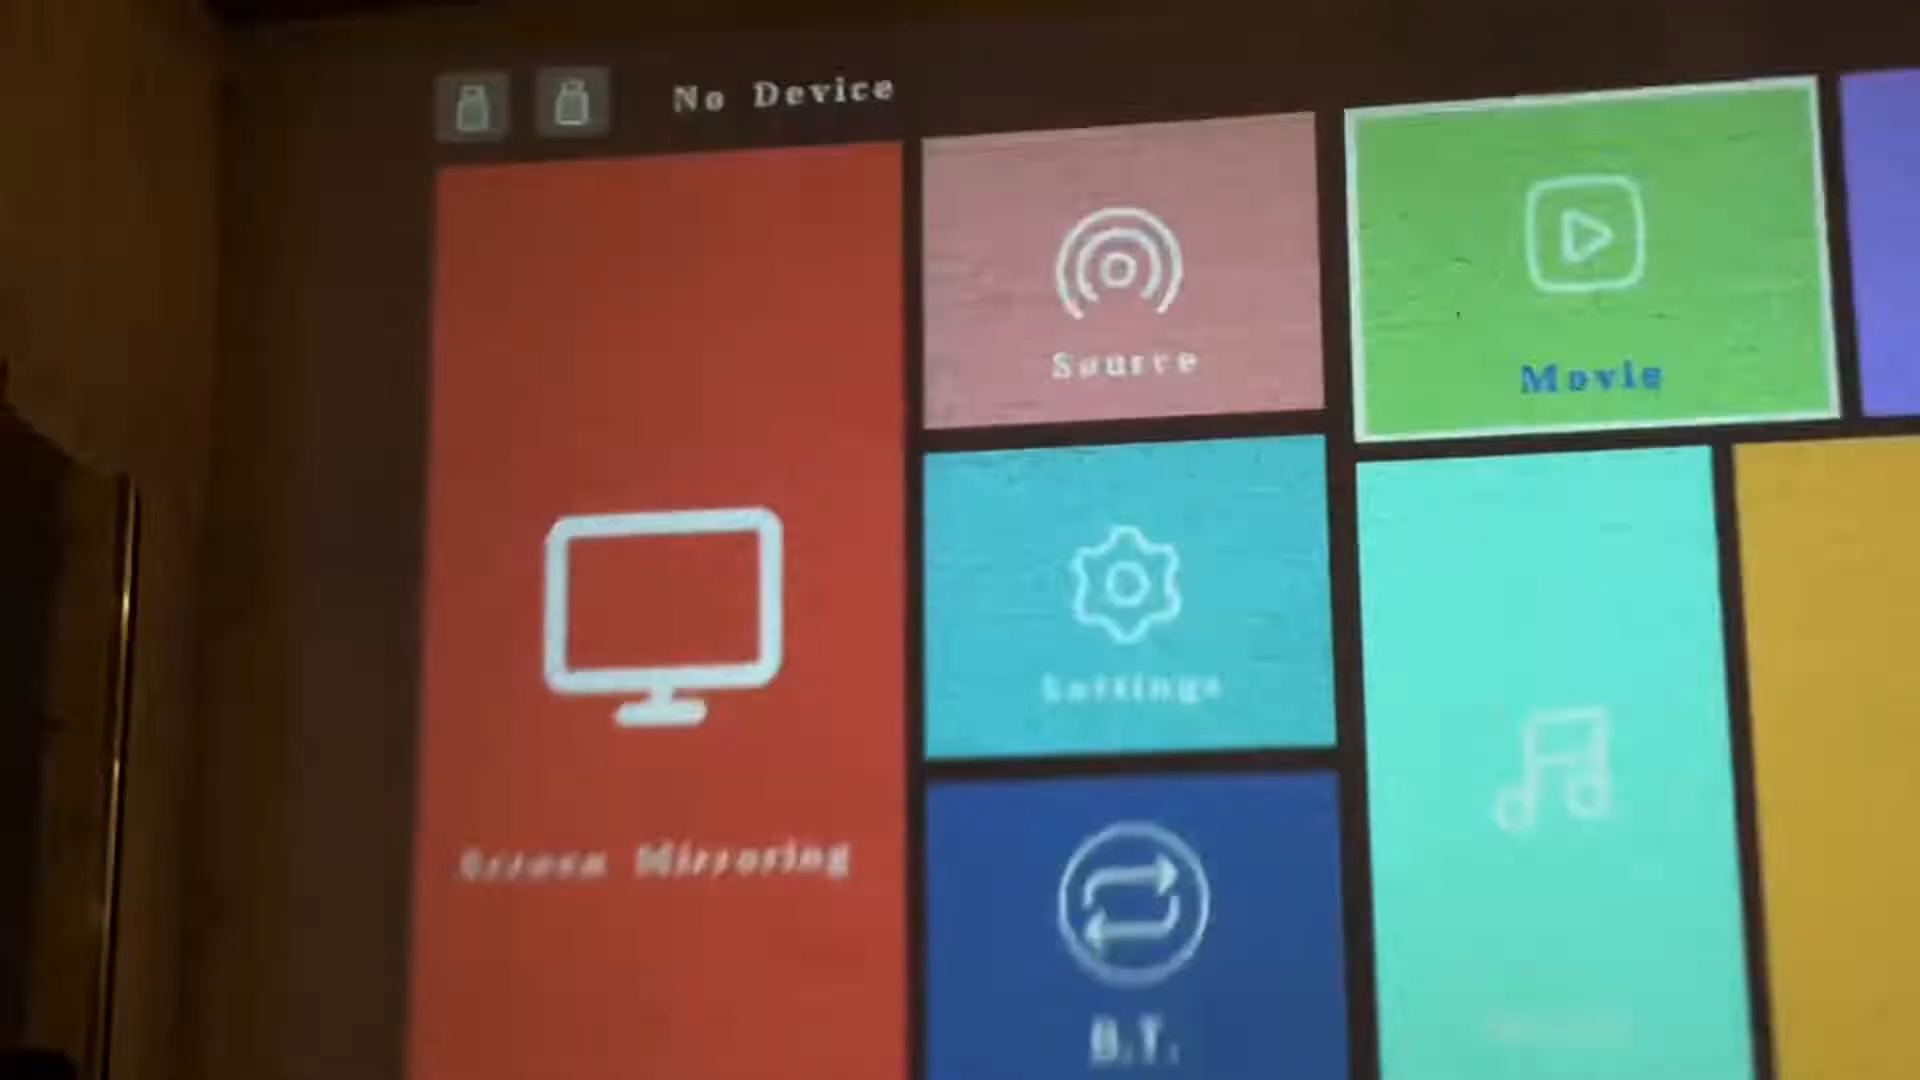 No Device
Source
Movie
Settings
Screen Mirroring
B.T.